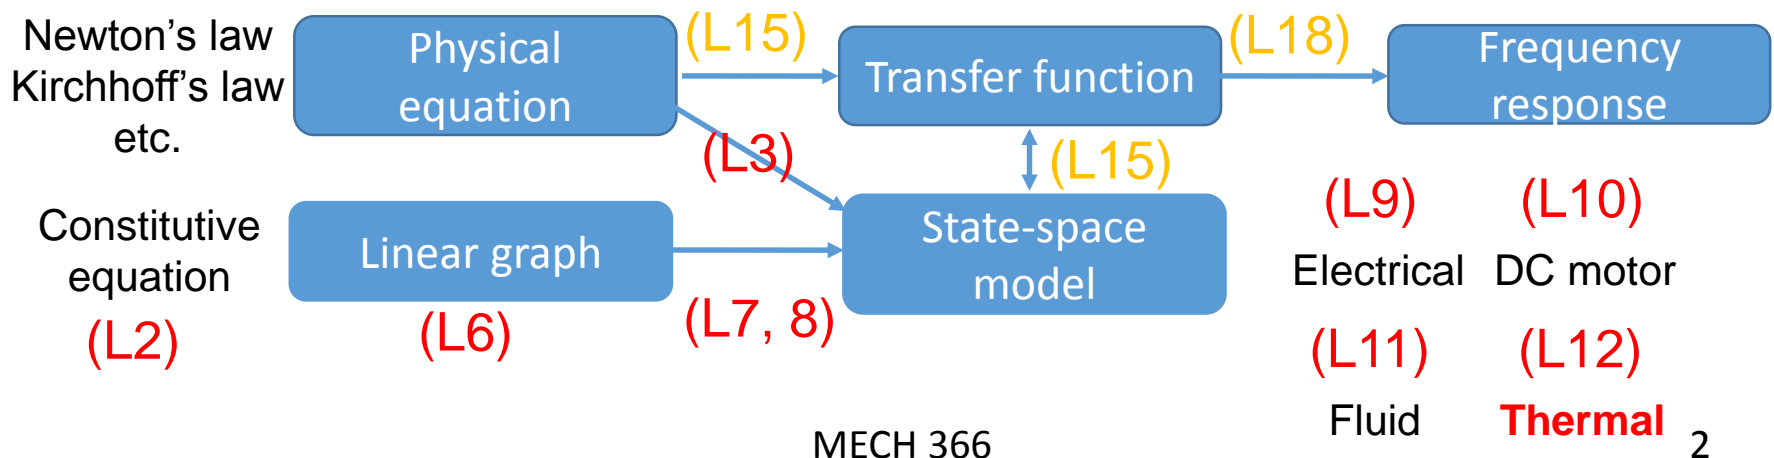 Newton’s law
Kirchhoff’s law
etc.
Physical
equation
(L15)
Transfer function
(L18)
Frequency
response
(L3)
(L15)
Constitutive
equation
(L2)
Linear graph
(L6)
(L7, 8)
State-space
model
(L9)
(L10)
Electrical
DC motor
(L11)
(L12)
Fluid
Thermal
MECH 366
2